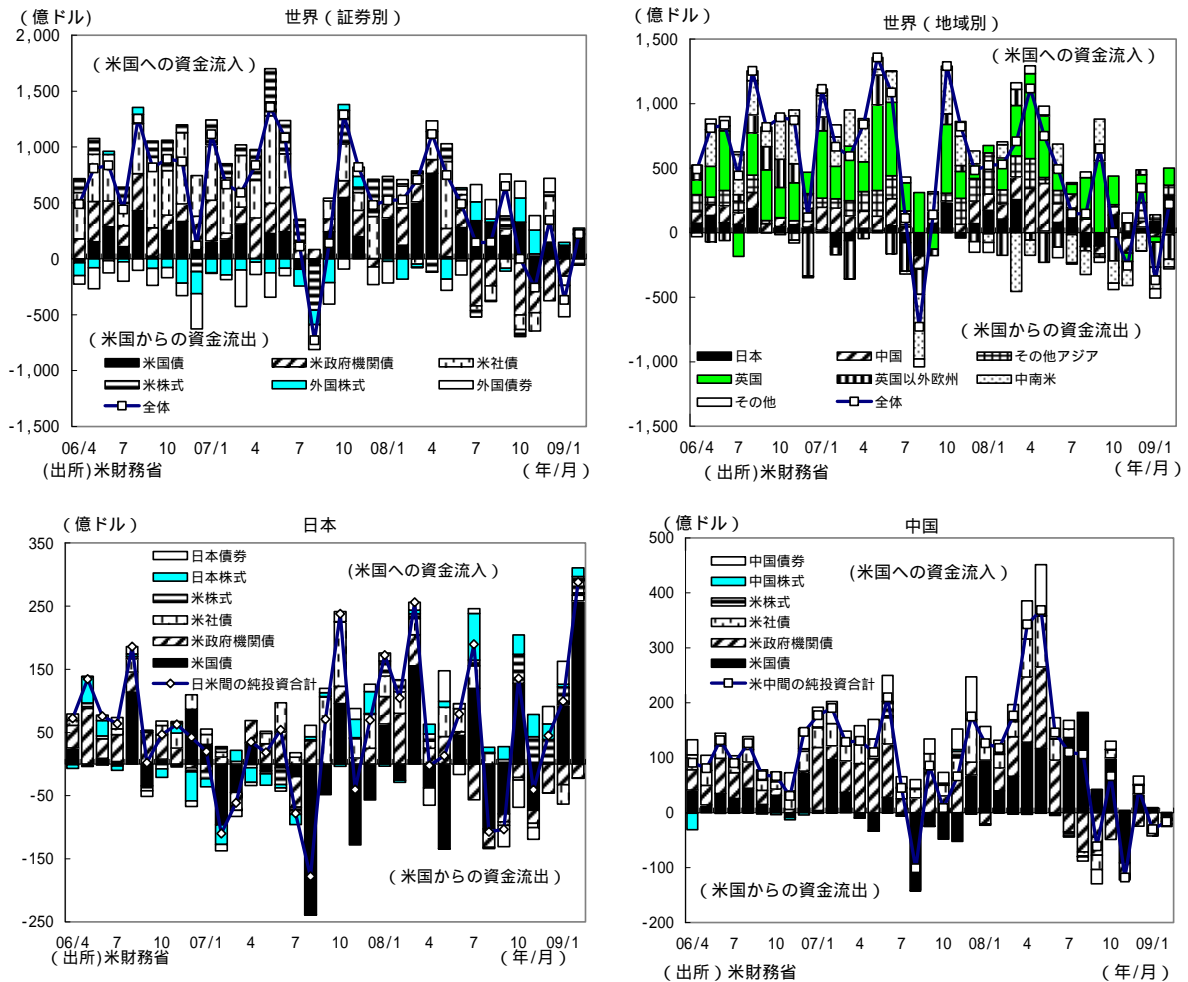 （億ドル）
世界（証券別）
2,000
1,500
1,000
500
0
-500
-1,000
-1,500
（米国への資金流入）
（米国からの資金流出）
米国債
米政府機関債
米社債
米株式
外国株式
外国債券
全体
06/4 7 10 07/1 4 7 10 08/1 4 7 10 09/1
(出所)米財務省
（年/月）
（億ドル）
世界（地域別）
1,500
1,000
500
0
-500
-1,000
-1,500
（米国への資金流入）
（米国からの資金流出）
日本
中国
その他アジア
英国
英国以外欧州
中南米
その他
全体
06/4 7 10 07/1 4 7 10 08/1 4 7 10 09/1
（出所）米財務省
（年/月）
（億ドル）
日本
350
250
150
50
-50
-150
-250
日本債券
日本株式
米株式
米社債
米政府機関債
米国債
日米間の純投資合計
(米国への資金流入）
（米国からの資金流出）
06/4 7 10 07/1 4 7 10 08/1 4 7 10 09/1
(出所)米財務省
（年/月）
（億ドル）
中国
500
400
300
200
100
0
-100
-200
中国債券
中国株式
米株式
米社債
米政府機関債
米国債
米中間の純投資合計
(米国への資金流入）
（米国からの資金流出）
06/4 7 10 07/1 4 7 10 08/1 4 7 10 09/1
（出所）米財務省
（年/月）